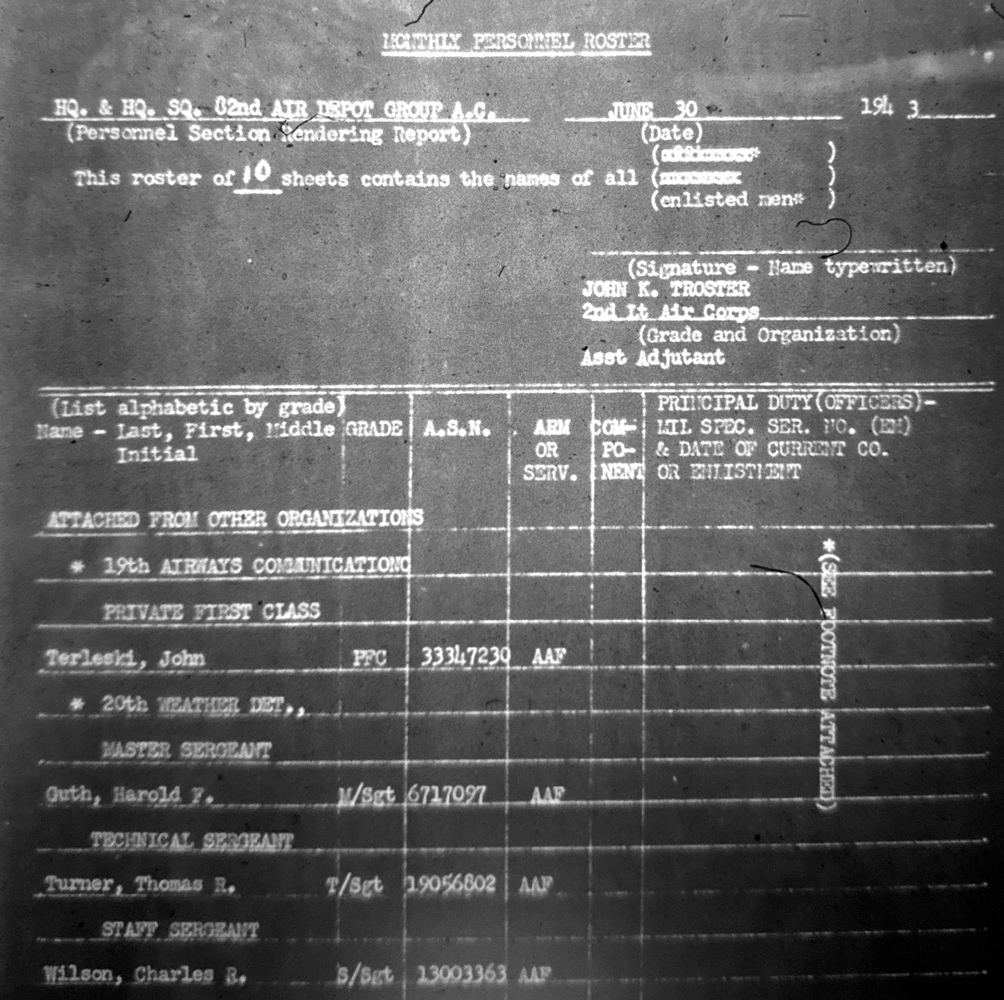 MONTHLY PERSONNEL ROSTER
HQ. & HQ. SQ. 82nd AIR DEPOT GROUP A.C. JUNE 30 194 3
(Personnel Section Rendering Report) (Date)
( )
This roster of 10 sheets contains the names of all ( )
(enlisted men* )
(Signature - Name typewritten)
JOHN K. TROSTER
2nd Lt Air Corps
(Grade and Organization)
Asst Adjutant
(List alphabetic by grade)
Name - Last, First, Middle Initial
GRADE
A.S.N.
ARM OR SERV.
COM-PO-NENT
PRINCIPAL DUTY(OFFICERS)-
MIL SPEC. SER. NO. (EM)
& DATE OF CURRENT CO.
OR ENLISTMENT
ATTACHED FROM OTHER ORGANIZATIONS
* 19th AIRWAYS COMMUNICATIONC
PRIVATE FIRST CLASS
Terleski, John PFC 33347230 AAF
* 20th WEATHER DET.,
MASTER SERGEANT
Guth, Harold F. M/Sgt 6717097 AAF
TECHNICAL SERGEANT
Turner, Thomas R. T/Sgt 19056802 AAF
STAFF SERGEANT
Wilson, Charles R. S/Sgt 13003363 AAF
*(SEE FOOTNOTE ATTACHED)